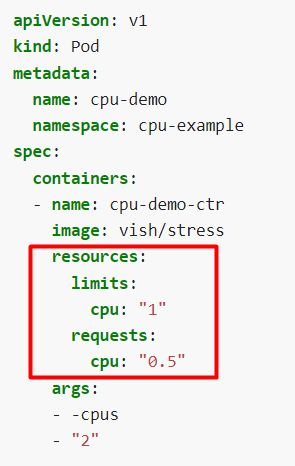 apiVersion: v1
kind: Pod
metadata:
  name: cpu-demo
  namespace: cpu-example
spec:
  containers:
  - name: cpu-demo-ctr
    image: vish/stress
    resources:
      limits:
        cpu: "1"
      requests:
        cpu: "0.5"
    args:
    - -cpus
    - "2"